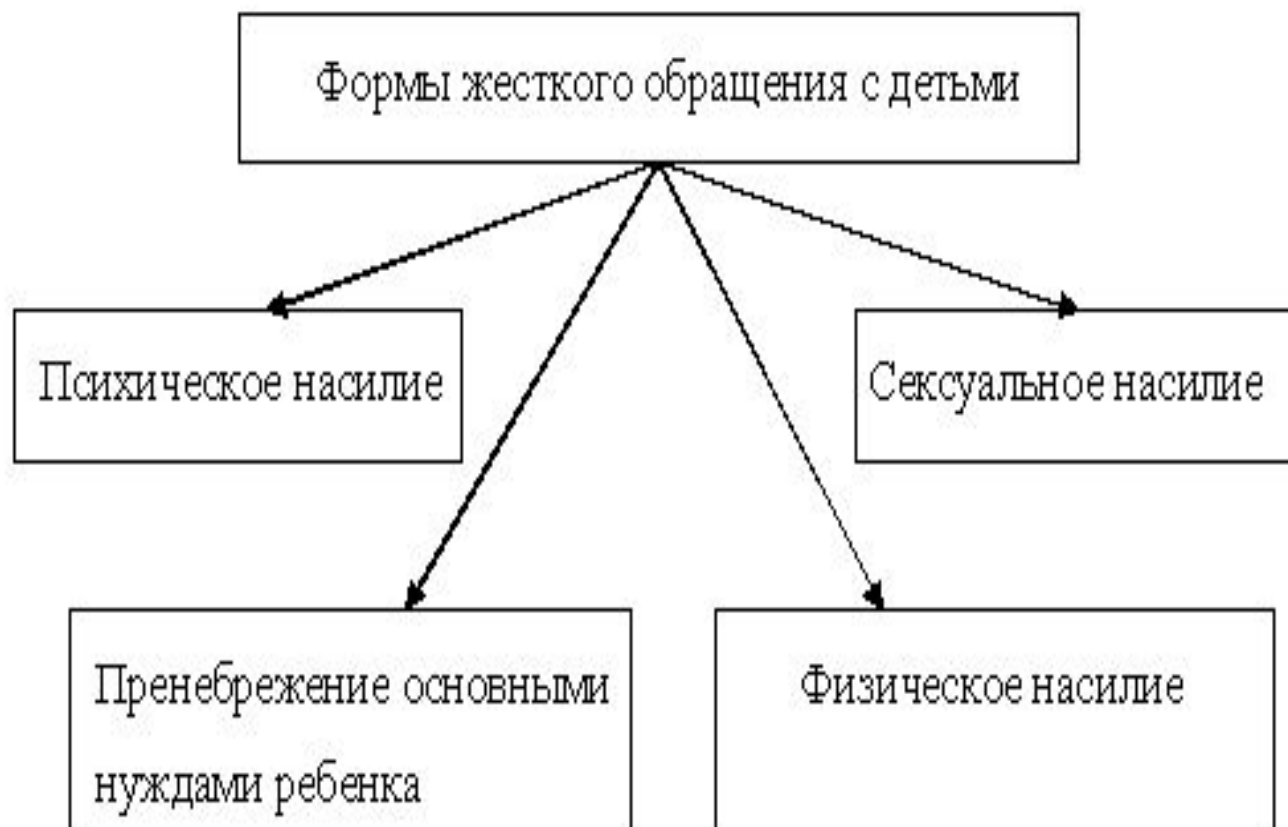 Формы жесткого обращения с детьми
Психическое насилие
Сексуальное насилие
Пренебрежение основными
нуждами ребенка
Физическое насилие